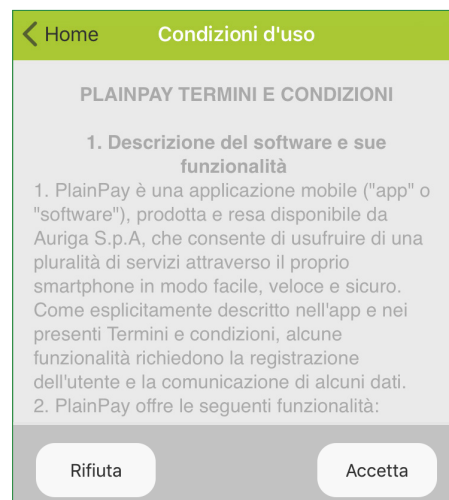 Home Condizioni d'uso
PLAINPAY TERMINI E CONDIZIONI
1. Descrizione del software e sue
funzionalità
1. PlainPay è una applicazione mobile ("app" o
"software"), prodotta e resa disponibile da
Auriga S.p.A, che consente di usufruire di una
pluralità di servizi attraverso il proprio
smartphone in modo facile, veloce e sicuro.
Come esplicitamente descritto nell'app e nei
presenti Termini e condizioni, alcune
funzionalità richiedono la registrazione
dell'utente e la comunicazione di alcuni dati.
2. PlainPay offre le seguenti funzionalità:
Rifiuta Accetta